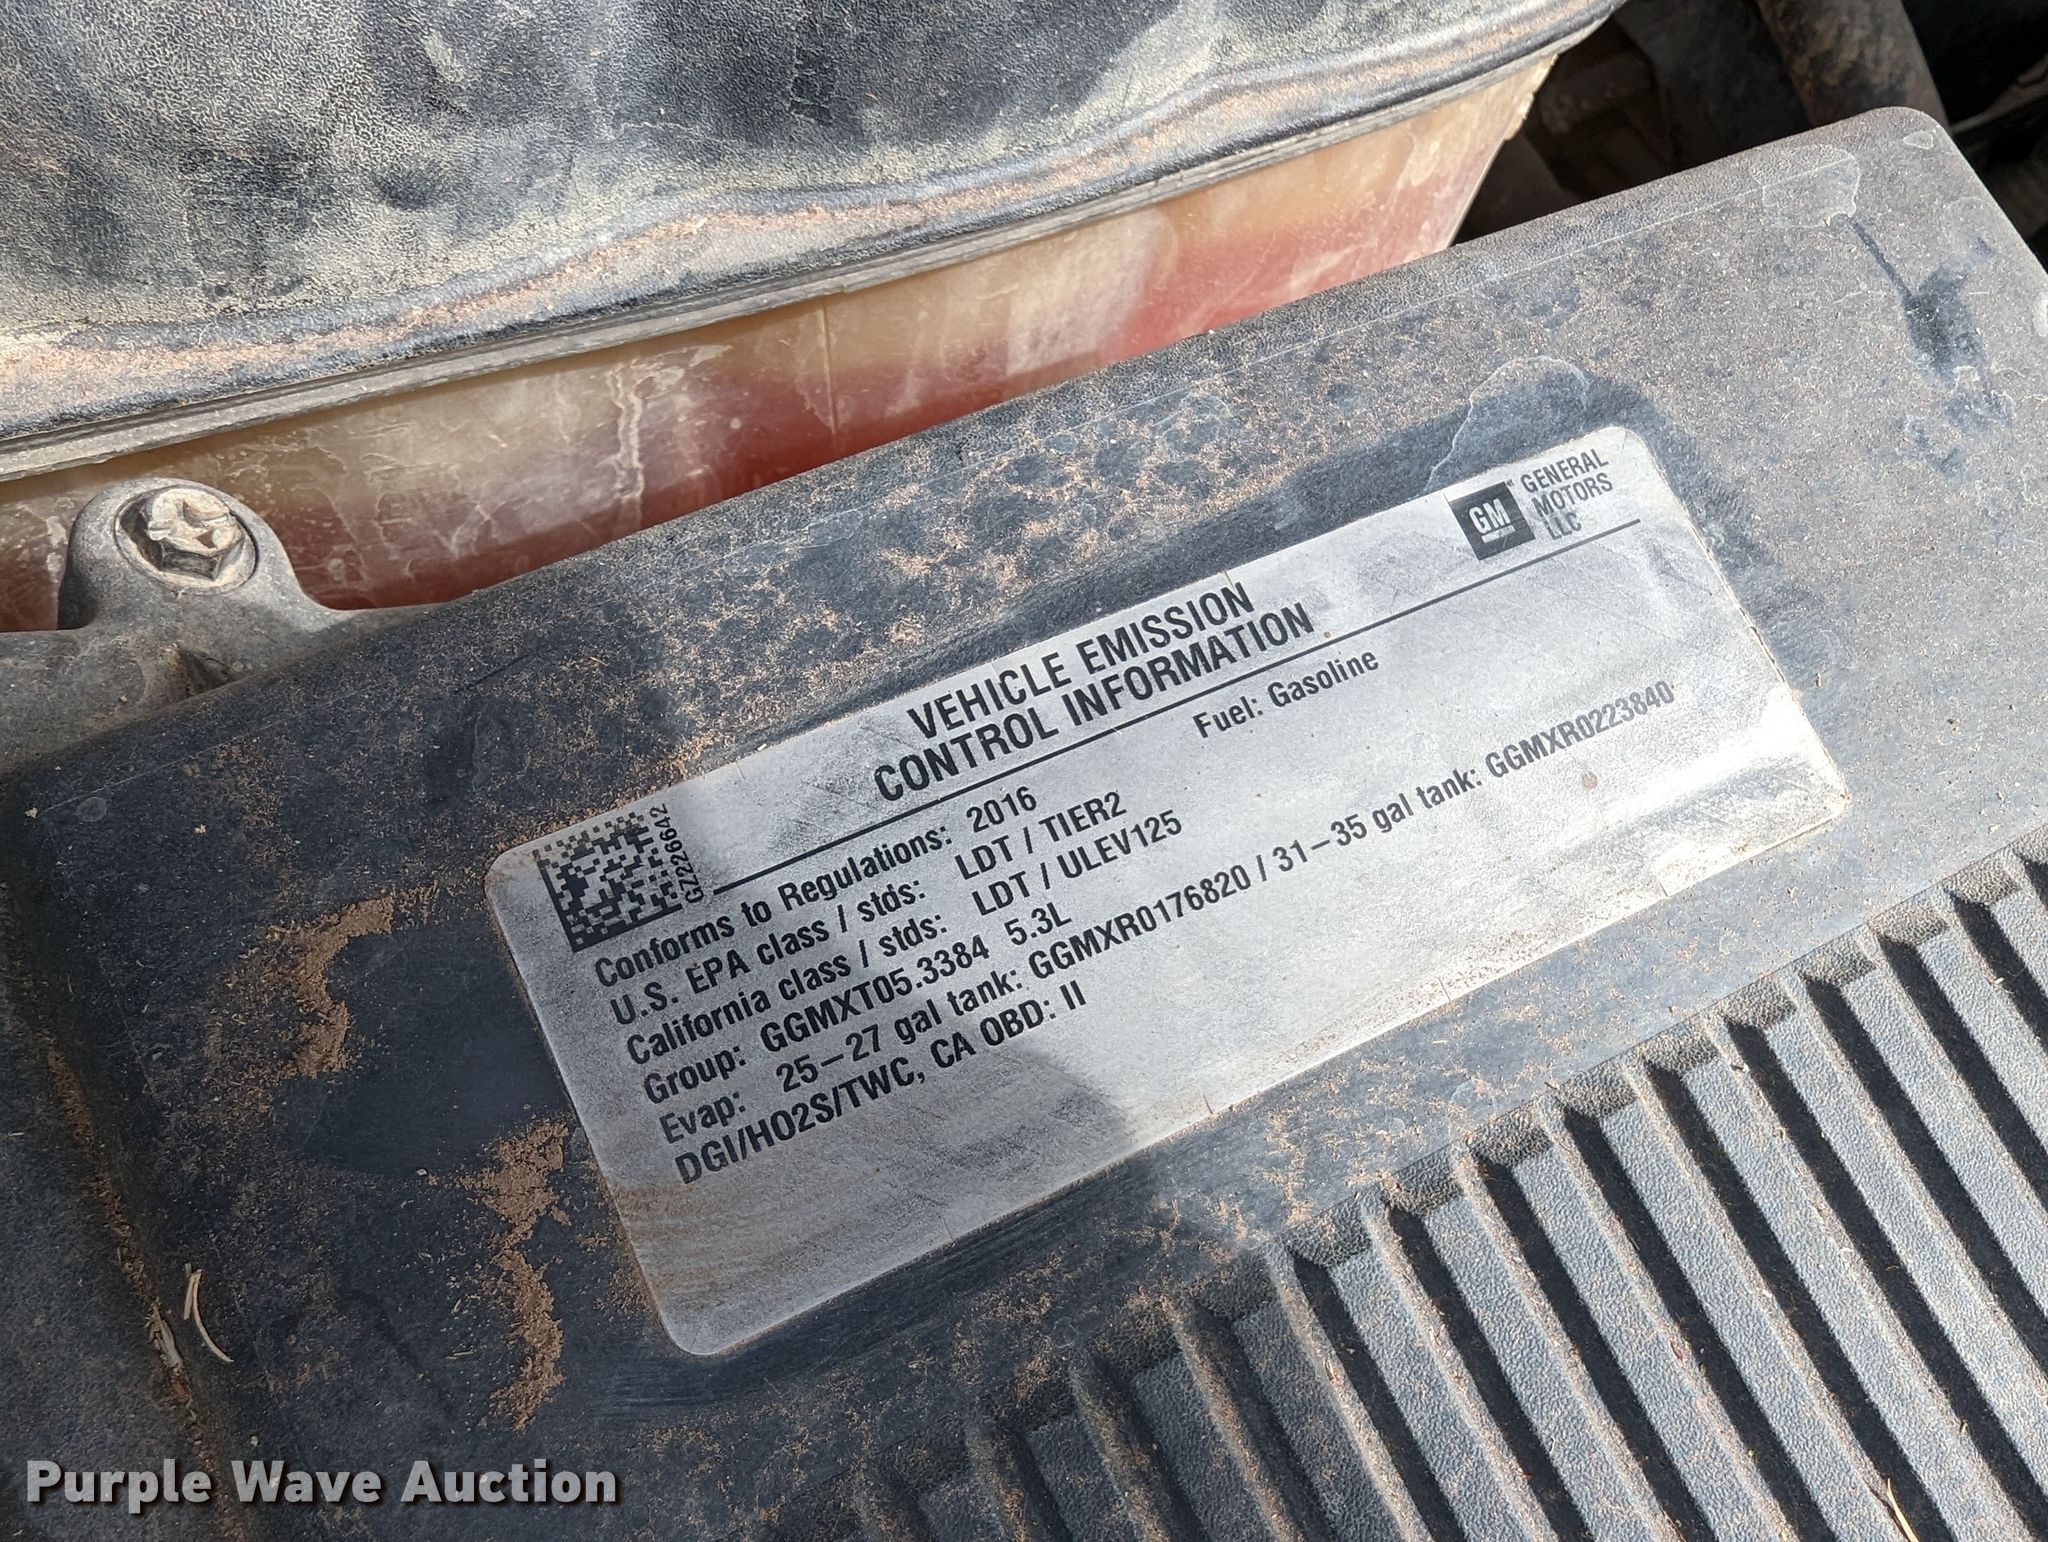 GM GENERAL
MOTORS
LLC
VEHICLE EMISSION
CONTROL INFORMATION
GZ226642
Conforms to Regulations: 2016 Fuel: Gasoline
U.S. EPA class / stds: LDT / TIER2
California class / stds: LDT / ULEV125
Group: GGMXT05.3384 5.3L
Evap: 25–27 gal tank: GGMXR0176820 / 31–35 gal tank: GGMXR0223840
DGI/HO2S/TWC, CA OBD: II
Purple Wave Auction